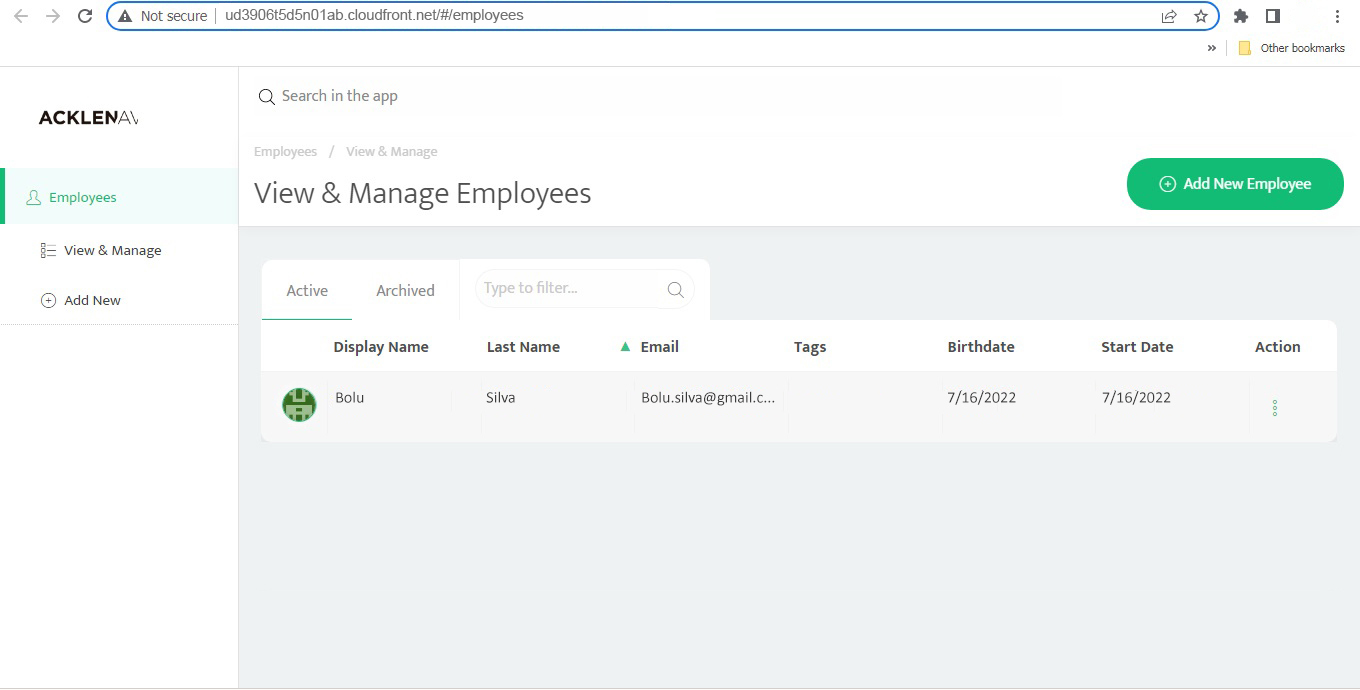 Not secure ud3906t5d5n01ab.cloudfront.net/#/employees
» Other bookmarks
Search in the app
ACKLENAV
Employees / View & Manage
View & Manage Employees
Add New Employee
Employees
View & Manage
Add New
Active Archived Type to filter...
Display Name Last Name ▲ Email Tags Birthdate Start Date Action
Bolu Silva Bolu.silva@gmail.c... 7/16/2022 7/16/2022